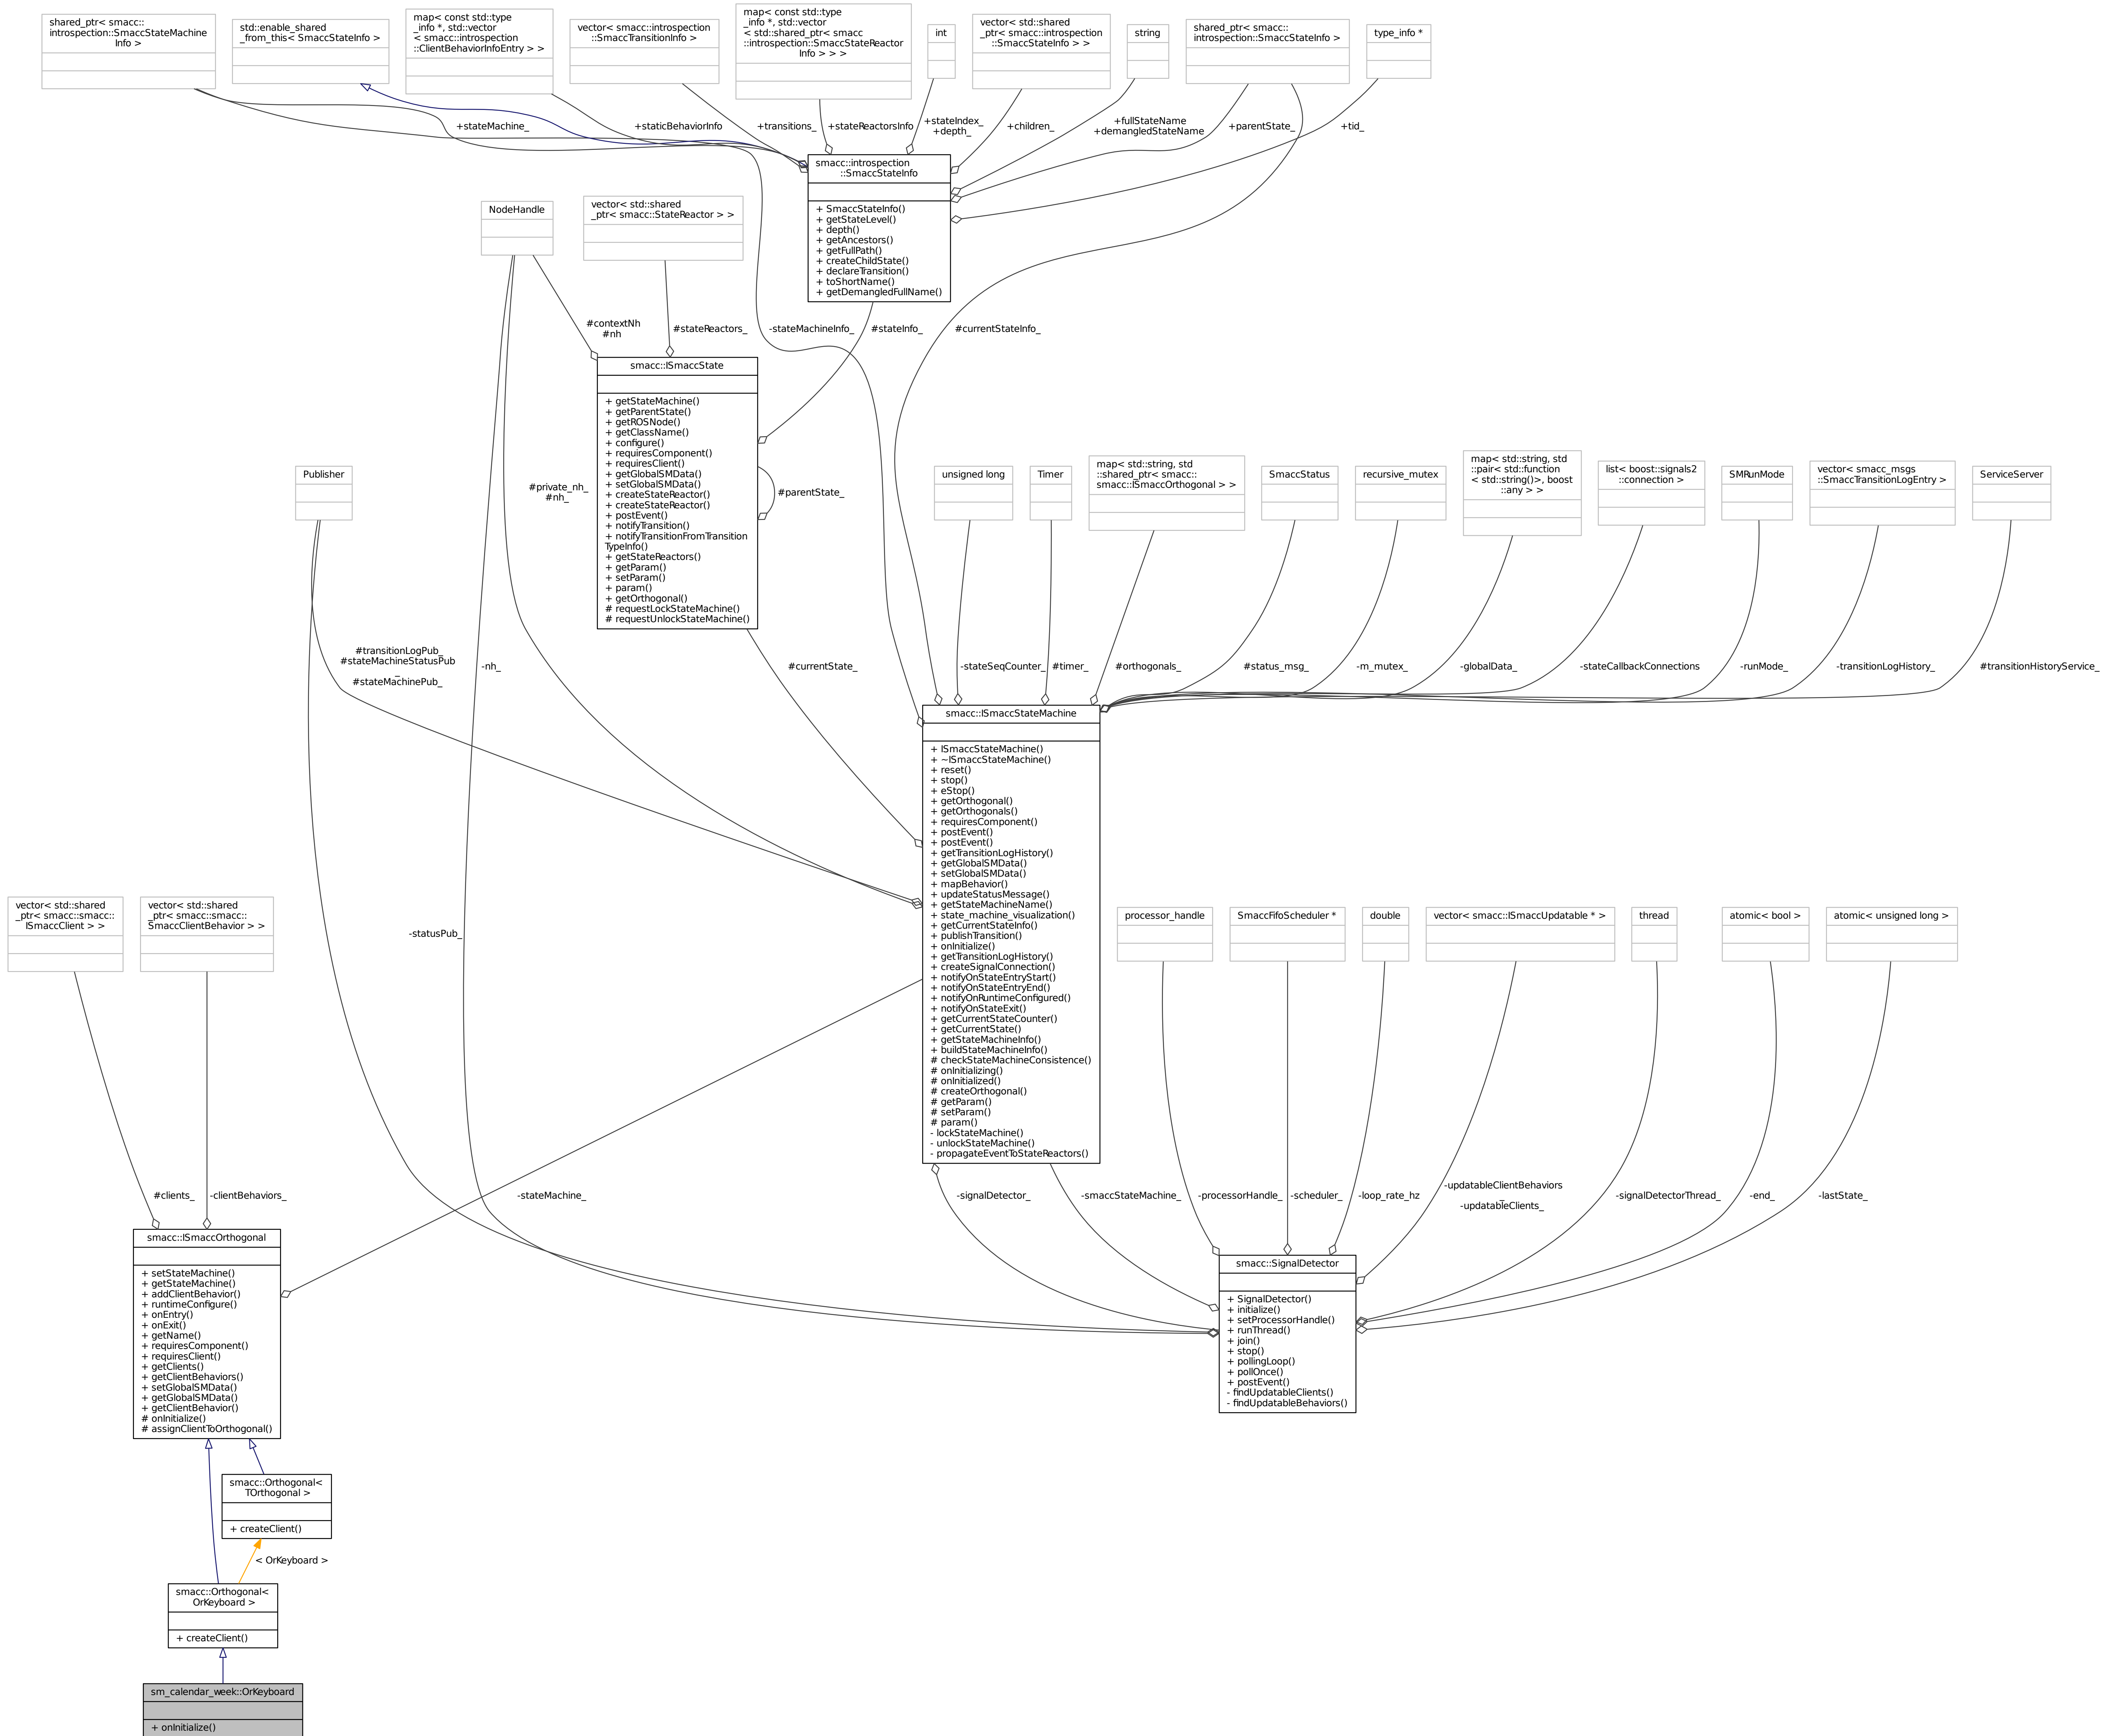 shared_ptr< smacc::
introspection::SmaccStateMachine
Info >
std::enable_shared
_from_this< SmaccStateInfo >
map< const std::type
_info *, std::vector
< smacc::introspection
::ClientBehaviorInfoEntry > >
vector< smacc::introspection
::SmaccTransitionInfo >
map< const std::type
_info *, std::vector
< std::shared_ptr< smacc
::introspection::SmaccStateReactor
Info > > >
int
vector< std::shared
_ptr< smacc::introspection
::SmaccStateInfo > >
string
shared_ptr< smacc::
introspection::SmaccStateInfo >
type_info *
+stateMachine_
+staticBehaviorInfo
+transitions_
+stateReactorsInfo
+stateIndex_
+depth_
+children_
+fullStateName
+demangledStateName
+parentState_
+tid_
smacc::introspection
::SmaccStateInfo
+ SmaccStateInfo()
+ getStateLevel()
+ depth()
+ getAncestors()
+ getFullPath()
+ createChildState()
+ declareTransition()
+ toShortName()
+ getDemangledFullName()
NodeHandle
vector< std::shared
_ptr< smacc::StateReactor > >
#contextNh
#nh
#stateReactors_
-stateMachineInfo_
#stateInfo_
#currentStateInfo_
smacc::ISmaccState
+ getStateMachine()
+ getParentState()
+ getROSNode()
+ getClassName()
+ configure()
+ requiresComponent()
+ requiresClient()
+ getGlobalSMData()
+ setGlobalSMData()
+ createStateReactor()
+ createStateReactor()
+ postEvent()
+ notifyTransition()
+ notifyTransitionFromTransition
TypeInfo()
+ getStateReactors()
+ getParam()
+ setParam()
+ param()
+ getOrthogonal()
# requestLockStateMachine()
# requestUnlockStateMachine()
#parentState_
Publisher
#private_nh_
#nh_
unsigned long
Timer
map< std::string, std
::shared_ptr< smacc::
smacc::ISmaccOrthogonal > >
SmaccStatus
recursive_mutex
map< std::string, std
::pair< std::function
< std::string()>, boost
::any > >
list< boost::signals2
::connection >
SMRunMode
vector< smacc_msgs
::SmaccTransitionLogEntry >
ServiceServer
#transitionLogPub_
#stateMachineStatusPub
_
#stateMachinePub_
-nh_
#currentState_
-stateSeqCounter_
#timer_
#orthogonals_
#status_msg_
-m_mutex_
-globalData_
-stateCallbackConnections
-runMode_
-transitionLogHistory_
#transitionHistoryService_
smacc::ISmaccStateMachine
+ ISmaccStateMachine()
+ ~ISmaccStateMachine()
+ reset()
+ stop()
+ eStop()
+ getOrthogonal()
+ getOrthogonals()
+ requiresComponent()
+ postEvent()
+ postEvent()
+ getTransitionLogHistory()
+ getGlobalSMData()
+ setGlobalSMData()
+ mapBehavior()
+ updateStatusMessage()
+ getStateMachineName()
+ state_machine_visualization()
+ getCurrentStateInfo()
+ publishTransition()
+ onInitialize()
+ getTransitionLogHistory()
+ createSignalConnection()
+ notifyOnStateEntryStart()
+ notifyOnStateEntryEnd()
+ notifyOnRuntimeConfigured()
+ notifyOnStateExit()
+ getCurrentStateCounter()
+ getCurrentState()
+ getStateMachineInfo()
+ buildStateMachineInfo()
# checkStateMachineConsistence()
# onInitializing()
# onInitialized()
# createOrthogonal()
# getParam()
# setParam()
# param()
- lockStateMachine()
- unlockStateMachine()
- propagateEventToStateReactors()
vector< std::shared
_ptr< smacc::smacc::
ISmaccClient > >
vector< std::shared
_ptr< smacc::smacc::
SmaccClientBehavior > >
-statusPub_
processor_handle
SmaccFifoScheduler *
double
vector< smacc::ISmaccUpdatable * >
thread
atomic< bool >
atomic< unsigned long >
#clients_
-clientBehaviors_
-stateMachine_
-signalDetector_
-smaccStateMachine_
-processorHandle_
-scheduler_
-loop_rate_hz
-updatableClientBehaviors
_
-updatableClients_
-signalDetectorThread_
-end_
-lastState_
smacc::ISmaccOrthogonal
+ setStateMachine()
+ getStateMachine()
+ addClientBehavior()
+ runtimeConfigure()
+ onEntry()
+ onExit()
+ getName()
+ requiresComponent()
+ requiresClient()
+ getClients()
+ getClientBehaviors()
+ setGlobalSMData()
+ getGlobalSMData()
+ getClientBehavior()
# onInitialize()
# assignClientToOrthogonal()
smacc::SignalDetector
+ SignalDetector()
+ initialize()
+ setProcessorHandle()
+ runThread()
+ join()
+ stop()
+ pollingLoop()
+ pollOnce()
+ postEvent()
- findUpdatableClients()
- findUpdatableBehaviors()
smacc::Orthogonal<
TOrthogonal >
+ createClient()
< OrKeyboard >
smacc::Orthogonal<
OrKeyboard >
+ createClient()
sm_calendar_week::OrKeyboard
+ onInitialize()